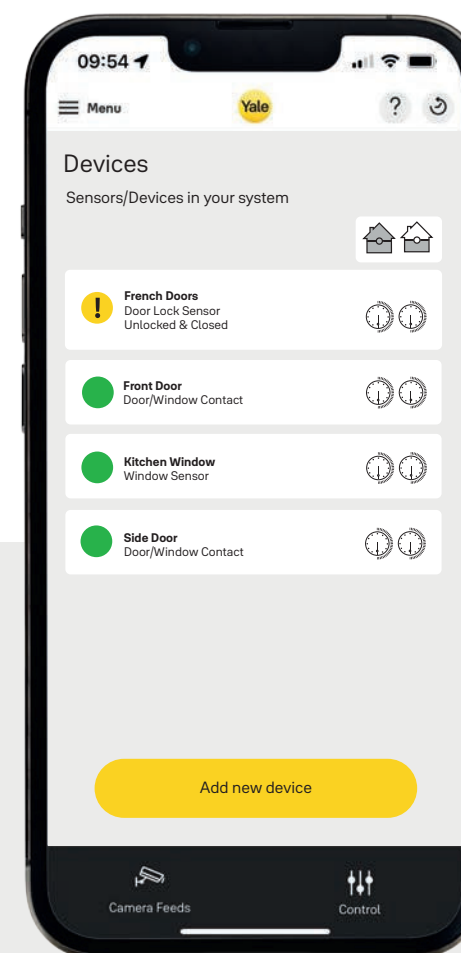 09:54
Menu
Yale
?
Devices
Sensors/Devices in your system
!
French Doors
Door Lock Sensor
Unlocked & Closed
Front Door
Door/Window Contact
Kitchen Window
Window Sensor
Side Door
Door/Window Contact
Add new device
Camera Feeds
Control